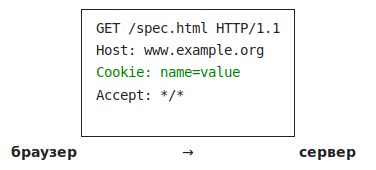 GET /spec.html HTTP/1.1
Host: www.example.org
Cookie: name=value
Accept: */*
браузер → сервер